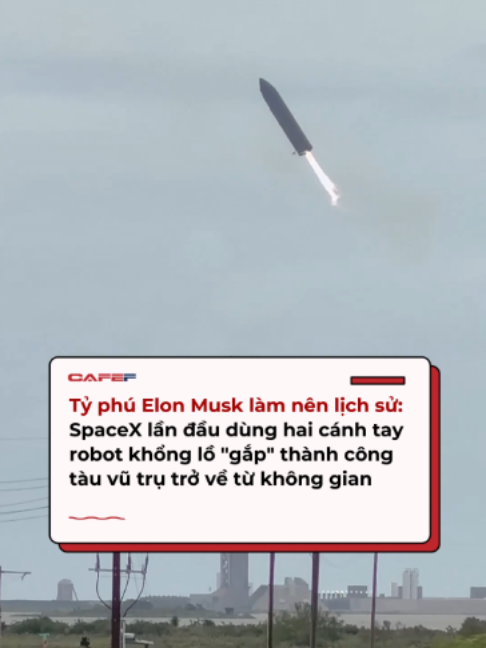 CAFEF
Tỷ phú Elon Musk làm nên lịch sử:
SpaceX lần đầu dùng hai cánh tay
robot khổng lồ "gắp" thành công
tàu vũ trụ trở về từ không gian